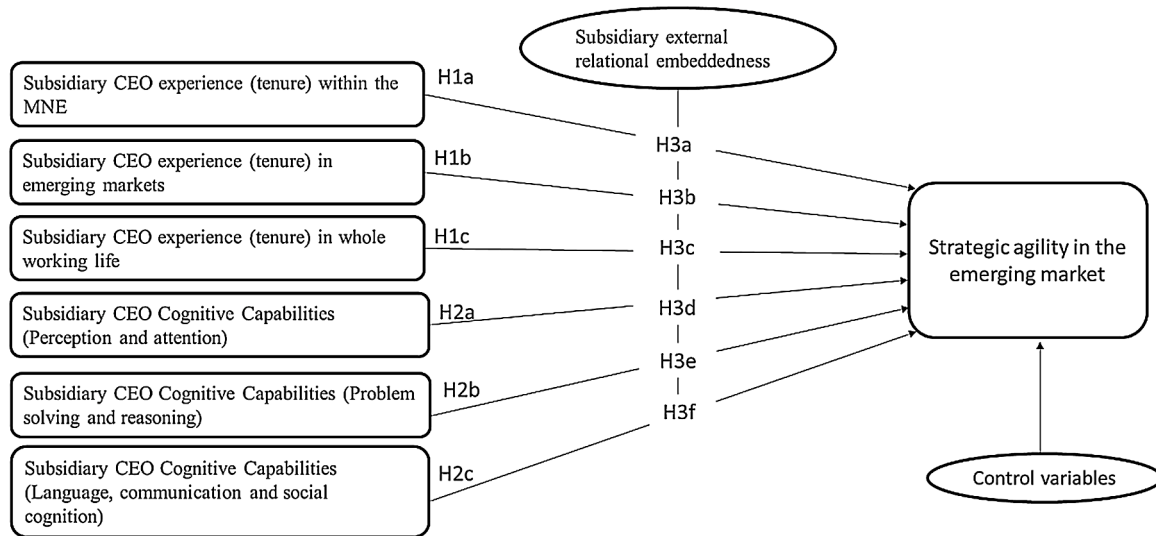 Subsidiary external
relational embeddedness
Subsidiary CEO experience (tenure) within the
MNE
H1a
H3a
Subsidiary CEO experience (tenure) in
emerging markets
H1b
H3b
Subsidiary CEO experience (tenure) in whole
working life
H1c
H3c
Strategic agility in the
emerging market
Subsidiary CEO Cognitive Capabilities
(Perception and attention)
H2a
H3d
Subsidiary CEO Cognitive Capabilities (Problem
solving and reasoning)
H2b
H3e
H3f
Subsidiary CEO Cognitive Capabilities
(Language, communication and social
cognition)
H2c
Control variables